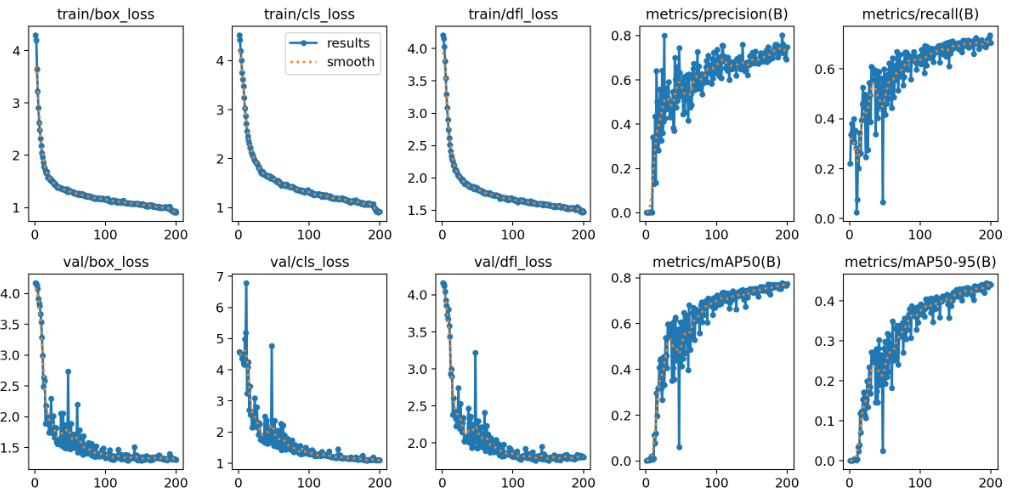 train/box_loss
train/cls_loss
train/dfl_loss
metrics/precision(B)
metrics/recall(B)
results
smooth
4
3
2
1
0 100 200
4
3
2
1
0 100 200
4.0
3.5
3.0
2.5
2.0
1.5
0 100 200
0.8
0.6
0.4
0.2
0.0
0 100 200
0.6
0.4
0.2
0.0
0 100 200
val/box_loss
val/cls_loss
val/dfl_loss
metrics/mAP50(B)
metrics/mAP50-95(B)
4.0
3.5
3.0
2.5
2.0
1.5
0 100 200
7
6
5
4
3
2
1
0 100 200
4.0
3.5
3.0
2.5
2.0
0 100 200
0.8
0.6
0.4
0.2
0.0
0 100 200
0.4
0.3
0.2
0.1
0.0
0 100 200